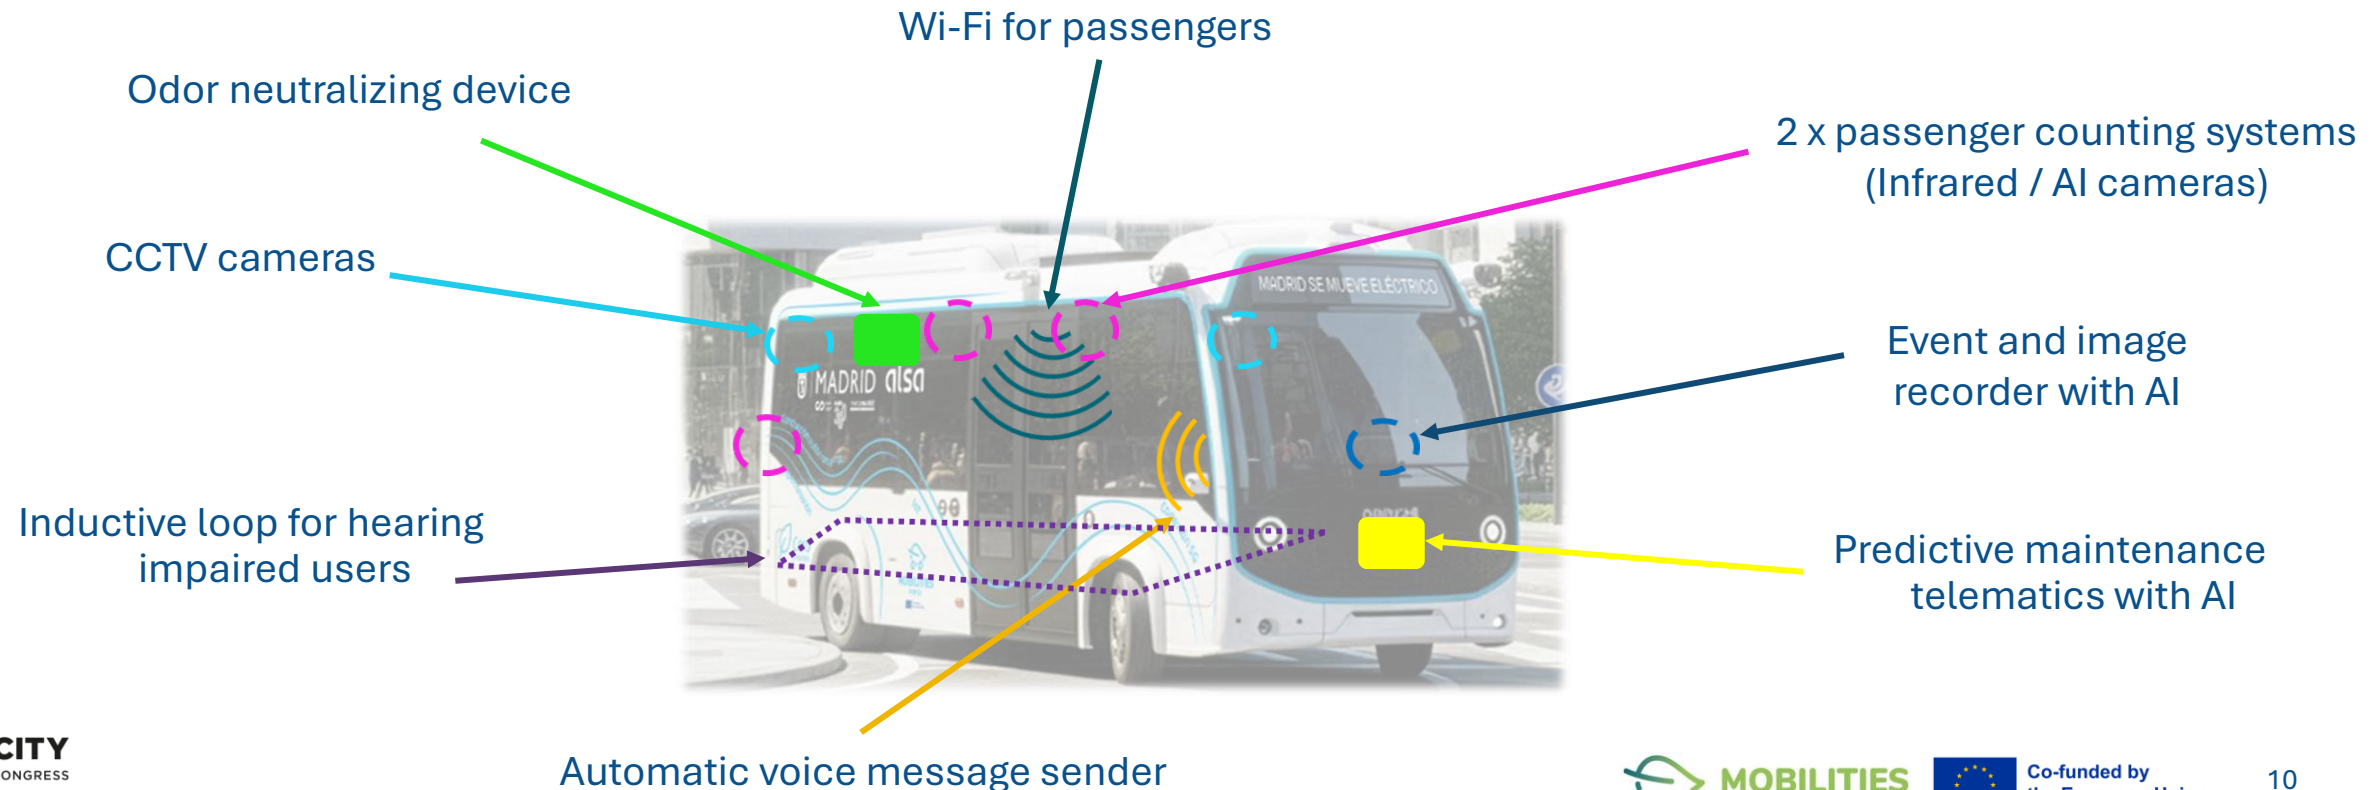 Wi-Fi for passengers
Odor neutralizing device
2 x passenger counting systems
(Infrared / AI cameras)
CCTV cameras
MADRID SE MUEVE ELÉCTRICO
Event and image
recorder with AI
MADRID alsa
Inductive loop for hearing
impaired users
Predictive maintenance
telematics with AI
Automatic voice message sender
CITY
ONGRESS
MOBILITIES
Co-funded by
10